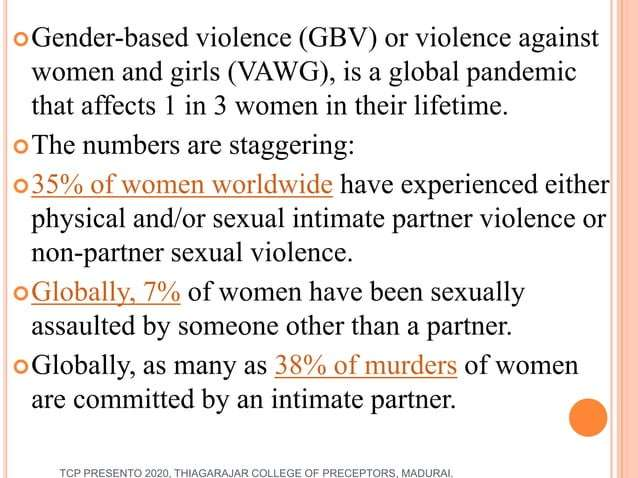 Gender-based violence (GBV) or violence against
women and girls (VAWG), is a global pandemic
that affects 1 in 3 women in their lifetime.
The numbers are staggering:
35% of women worldwide have experienced either
physical and/or sexual intimate partner violence or
non-partner sexual violence.
Globally, 7% of women have been sexually
assaulted by someone other than a partner.
Globally, as many as 38% of murders of women
are committed by an intimate partner.
TCP PRESENTO 2020, THIAGARAJAR COLLEGE OF PRECEPTORS, MADURAI.